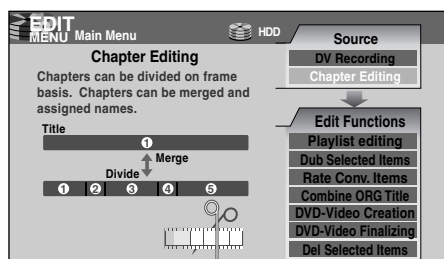 EDIT
MENU Main Menu
HDD
Chapter Editing
Chapters can be divided on frame
basis. Chapters can be merged and
assigned names.
Title
1
Merge
Divide
1 2 3 4 5
Source
DV Recording
Chapter Editing
Edit Functions
Playlist editing
Dub Selected Items
Rate Conv. Items
Combine ORG Title
DVD-Video Creation
DVD-Video Finalizing
Del Selected Items